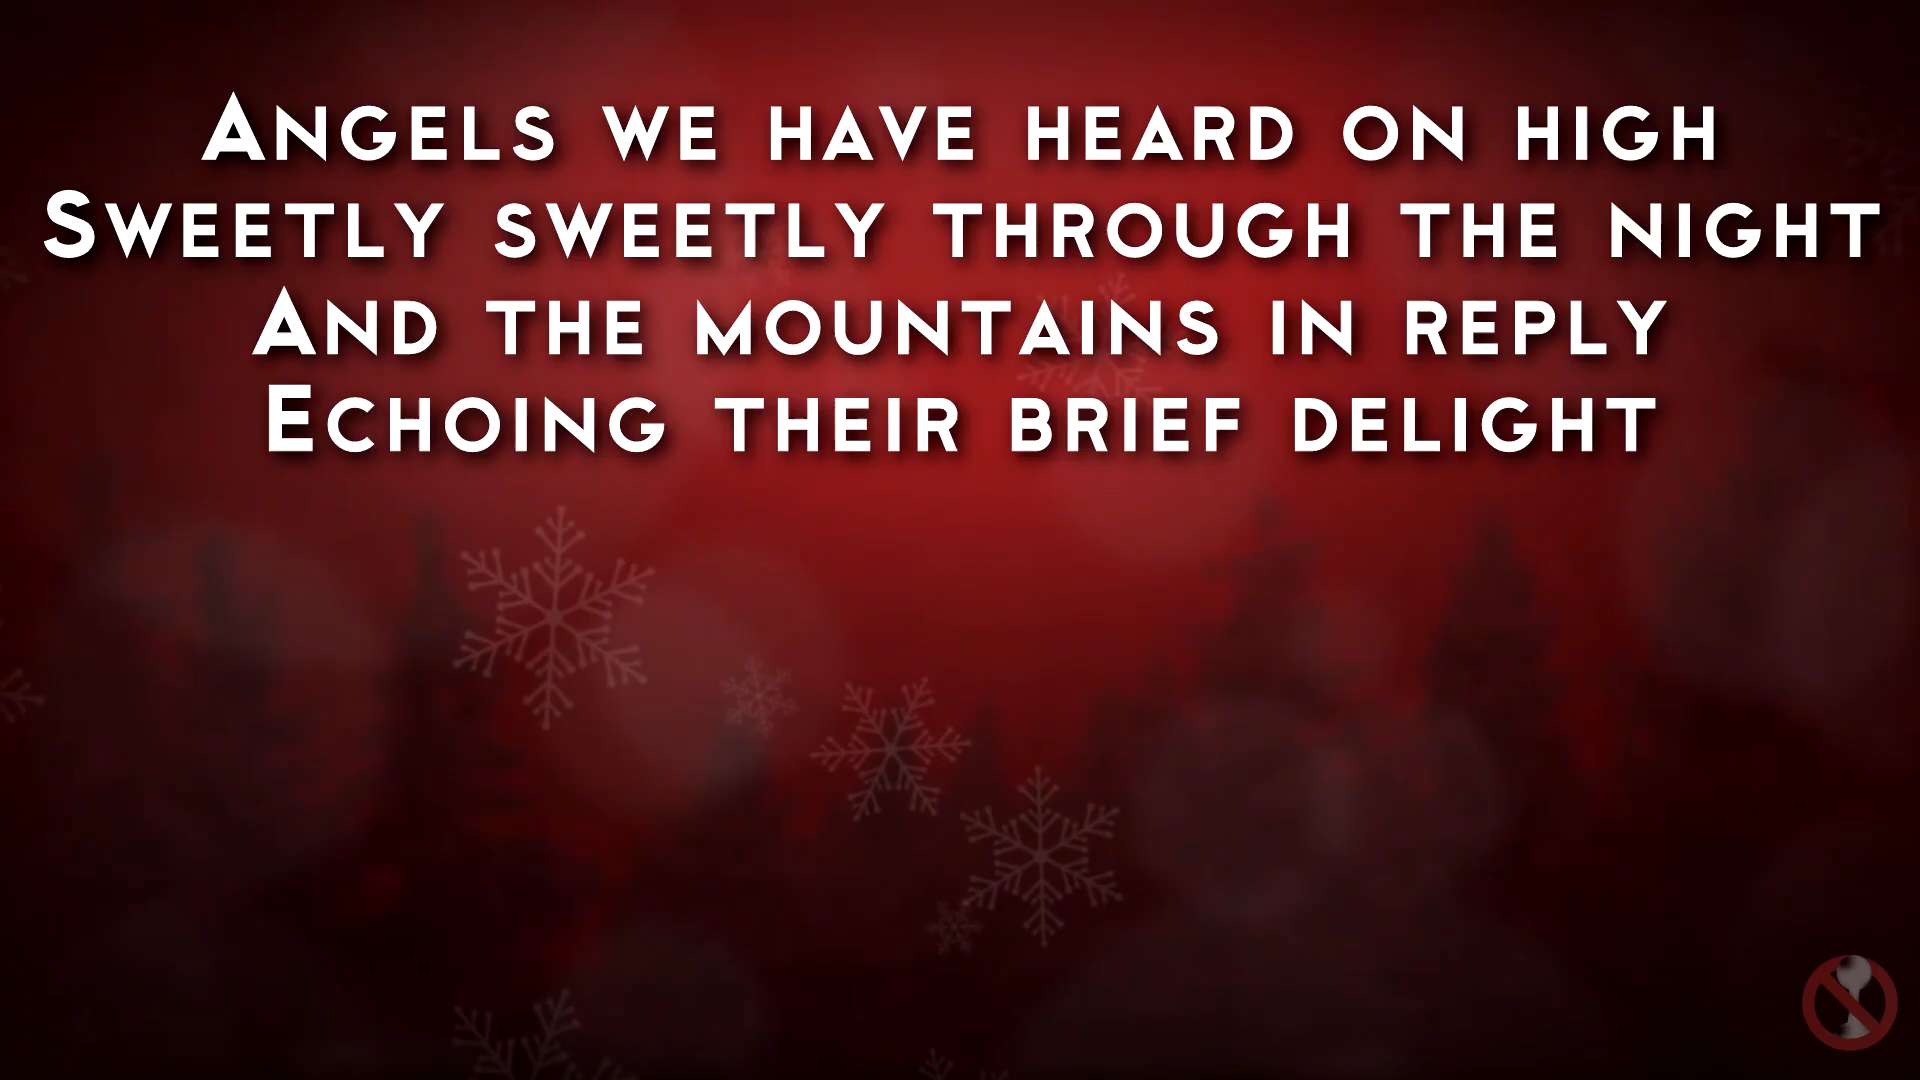 Angels we have heard on high
Sweetly sweetly through the night
And the mountains in reply
Echoing their brief delight